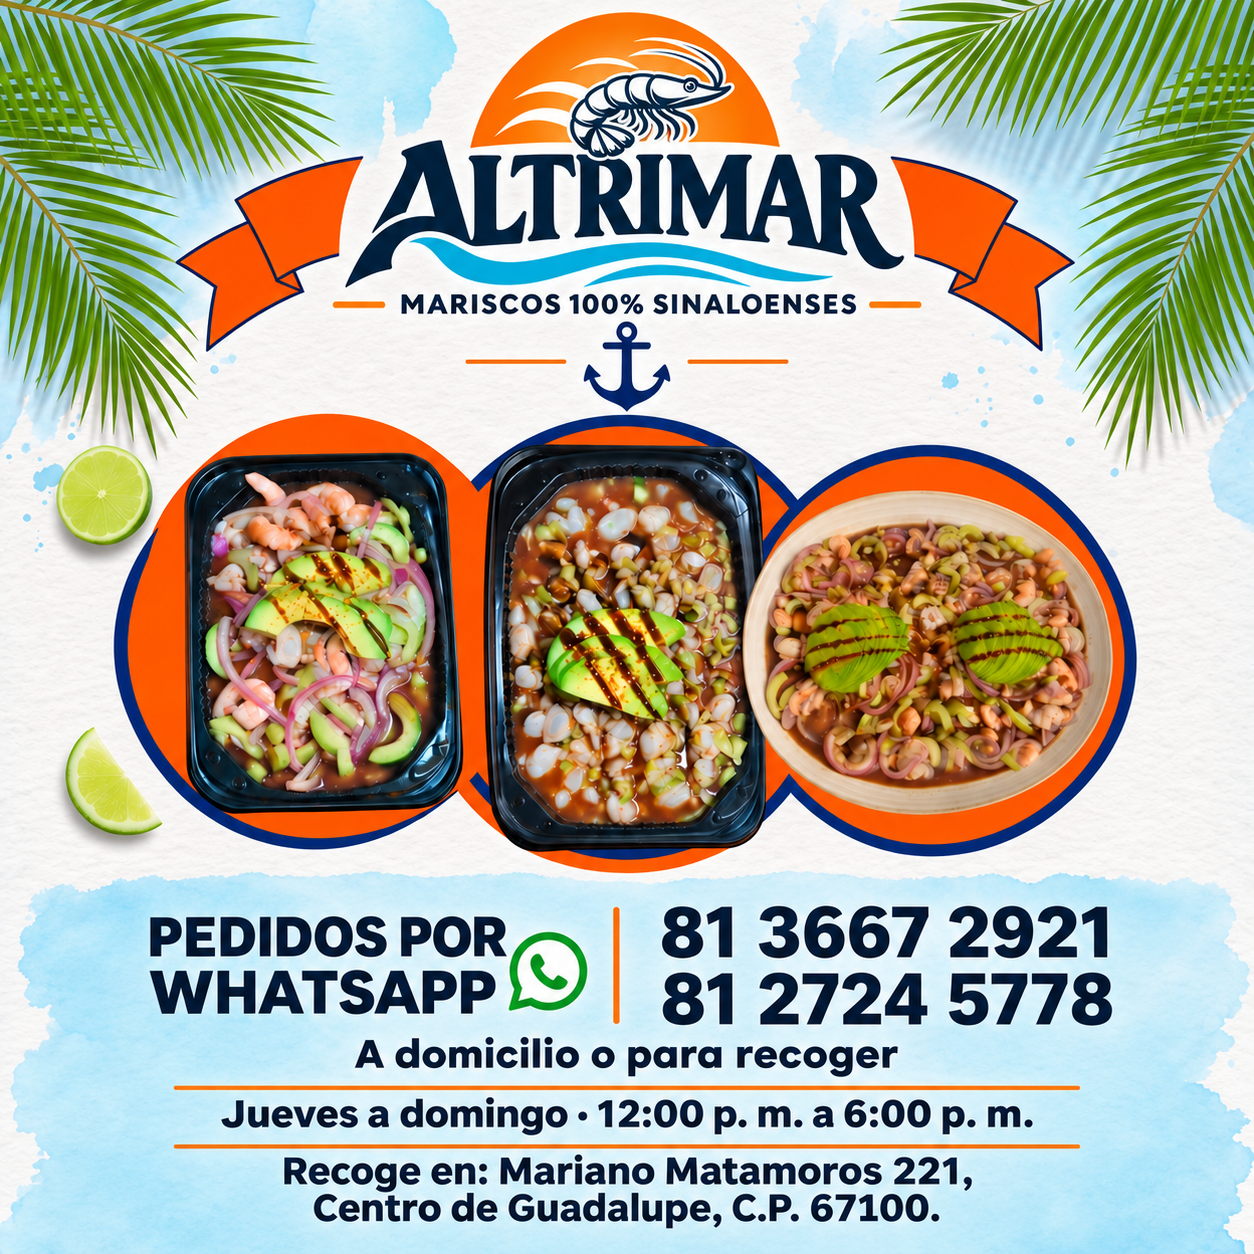 ALTRIMAR
MARISCOS 100% SINALOENSES
PEDIDOS POR
WHATSAPP
81 3667 2921
81 2724 5778
A domicilio o para recoger
Jueves a domingo · 12:00 p. m. a 6:00 p. m.
Recoge en: Mariano Matamoros 221,
Centro de Guadalupe, C.P. 67100.